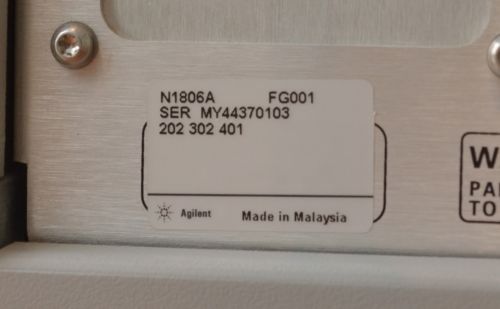 N1806A FG001
SER MY44370103
202 302 401
Agilent Made in Malaysia
W
PA
TO